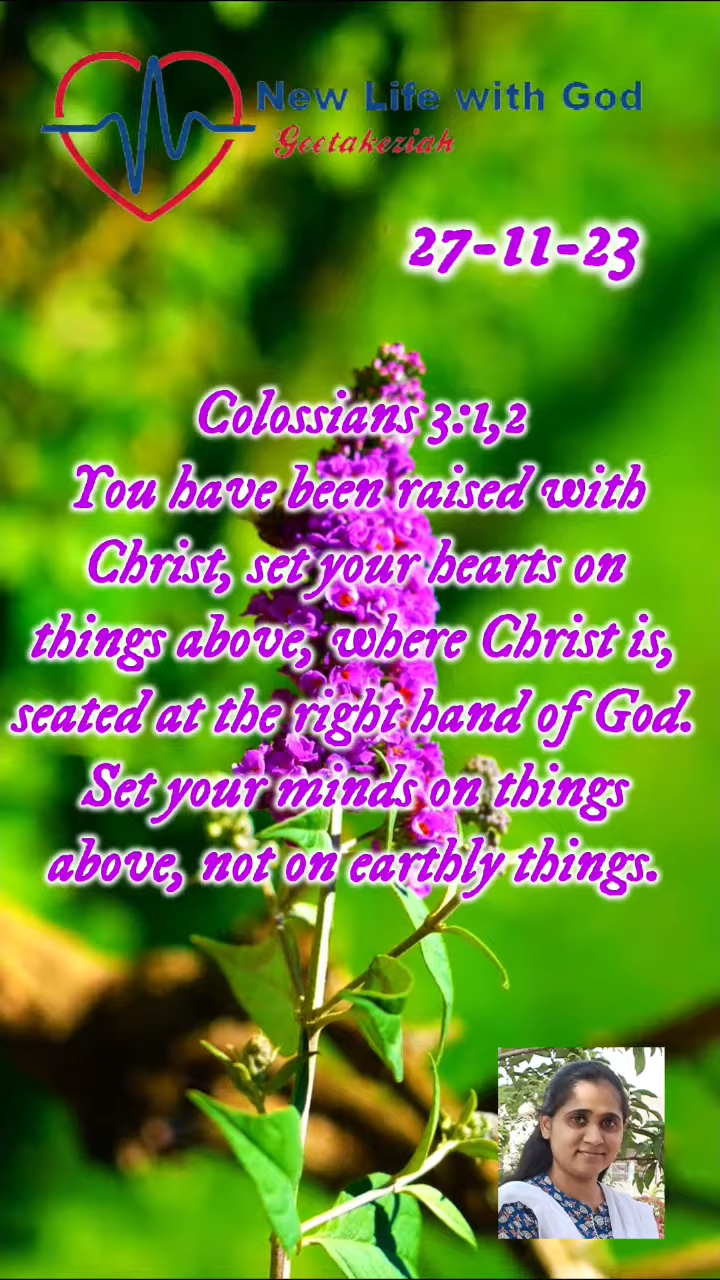 New Life with God
Geetakeziah
27-11-23
Colossians 3:1,2
You have been raised with
Christ, set your hearts on
things above, where Christ is,
seated at the right hand of God.
Set your minds on things
above, not on earthly things.